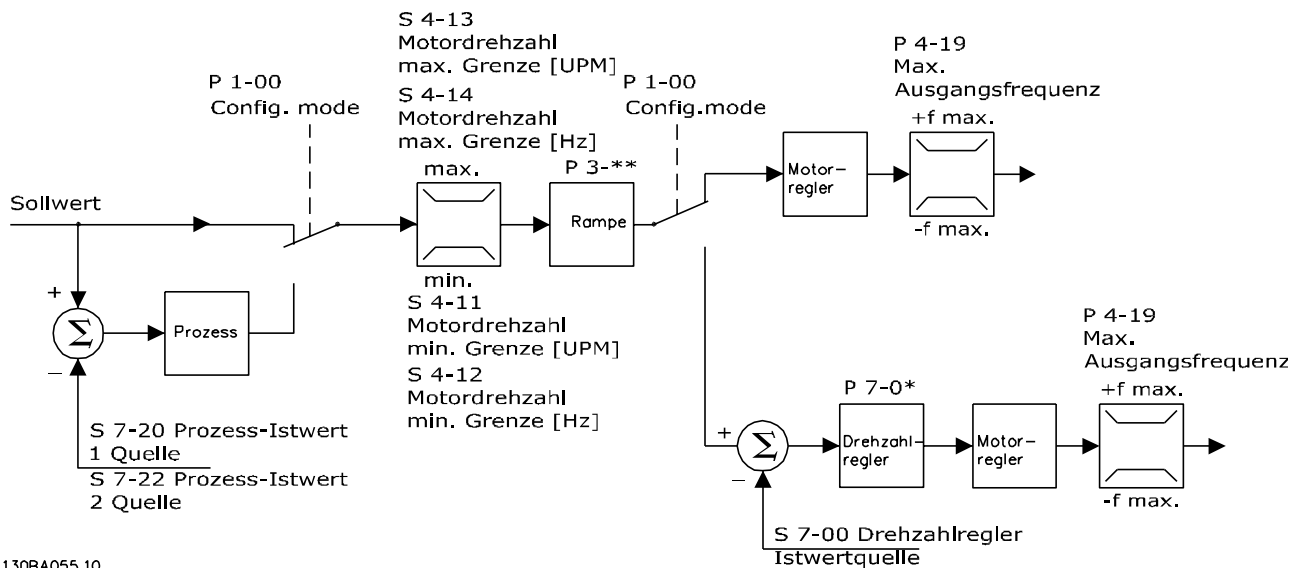 S 4-13
Motordrehzahl
max. Grenze [UPM]
S 4-14
Motordrehzahl
max. Grenze [Hz]
max.
P 1-00
Config. mode
P 3-**
P 1-00
Config.mode
P 4-19
Max.
Ausgangsfrequenz
+f max.
Sollwert
Rampe
Motor-
regler
-f max.
min.
S 4-11
Motordrehzahl
min. Grenze [UPM]
S 4-12
Motordrehzahl
min. Grenze [Hz]
+
Σ
Prozess
−
S 7-20 Prozess-Istwert
1 Quelle
S 7-22 Prozess-Istwert
2 Quelle
P 4-19
Max.
Ausgangsfrequenz
+f max.
P 7-0*
+
Σ
Drehzahl-
regler
Motor-
regler
−
-f max.
S 7-00 Drehzahlregler
Istwertquelle
130BA055.10